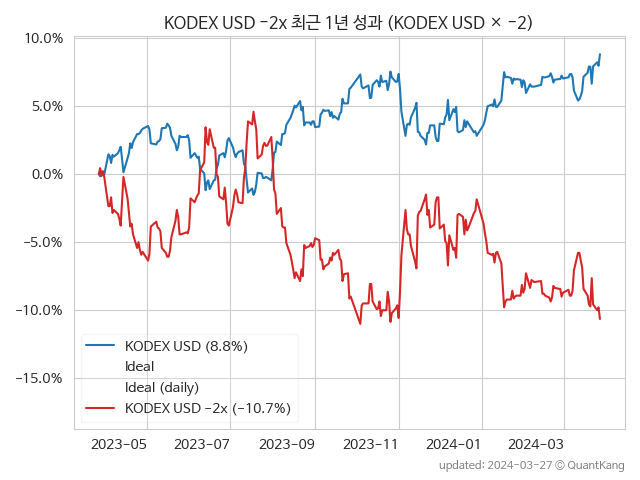 KODEX USD −2x 최근 1년 성과 (KODEX USD × −2)
10.0%
5.0%
0.0%
−5.0%
−10.0%
−15.0%
KODEX USD (8.8%)
Ideal
Ideal (daily)
KODEX USD −2x (−10.7%)
2023−05
2023−07
2023−09
2023−11
2024−01
2024−03
updated: 2024−03−27 © QuantKang